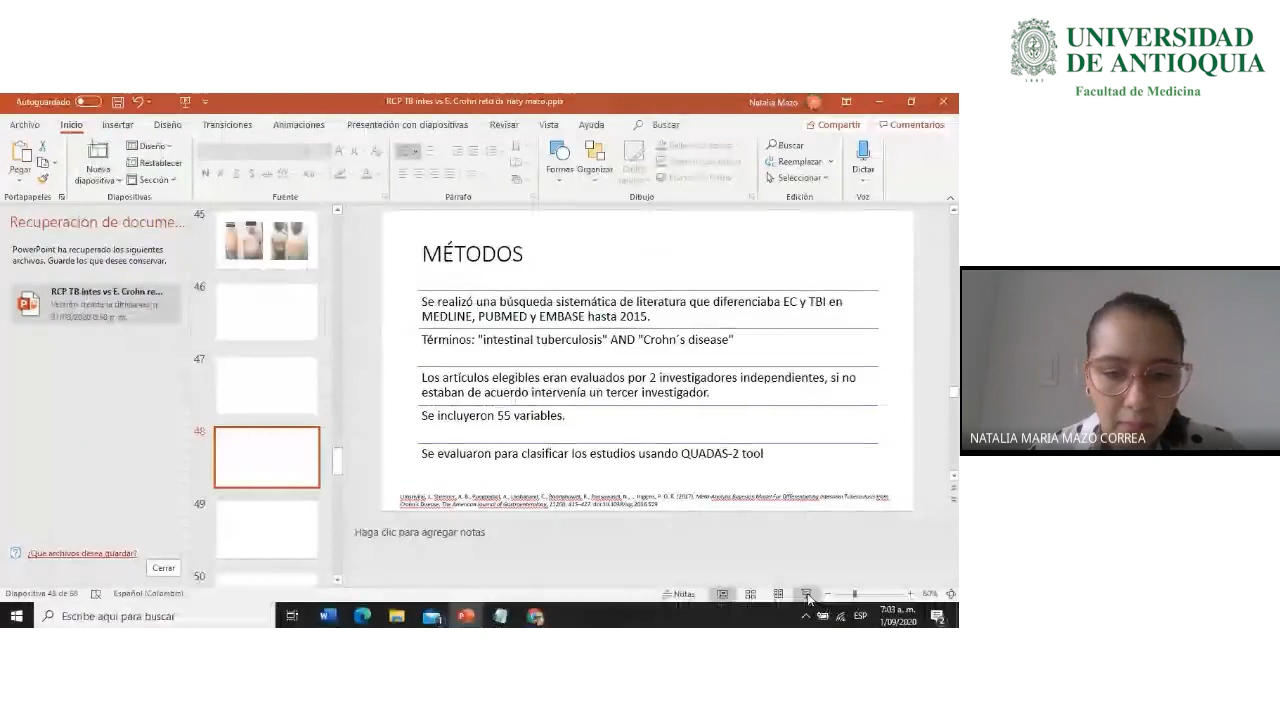 UNIVERSIDAD
DE ANTIOQUIA
1803
Facultad de Medicina
Autoguardado
RCP TB intes vs E. Crohn reto dx naty mazo.pptx
Natalia Mazo
Archivo Inicio Insertar Diseño Transiciones Animaciones Presentación con diapositivas Revisar Vista Ayuda Buscar Compartir Comentarios
Pegar
Nueva diapositiva
Diseño
Restablecer
Sección
Formas Organizar
Buscar
Reemplazar
Seleccionar
Dictar
Portapapeles Diapositivas Fuente Párrafo Dibujo Edición Voz
Recuperación de docume...
PowerPoint ha recuperado los siguientes
archivos. Guarde los que desee conservar.
RCP TB intes vs E. Crohn re...
¿Qué archivos desea guardar?
Cerrar
45
46
47
48
49
50
MÉTODOS
Se realizó una búsqueda sistemática de literatura que diferenciaba EC y TBI en
MEDLINE, PUBMED y EMBASE hasta 2015.
Términos: "intestinal tuberculosis" AND "Crohn´s disease"
Los artículos elegibles eran evaluados por 2 investigadores independientes, si no
estaban de acuerdo intervenía un tercer investigador.
Se incluyeron 55 variables.
Se evaluaron para clasificar los estudios usando QUADAS-2 tool
Haga clic para agregar notas
Español (Colombia)
Notas
60%
Escribe aquí para buscar
ESP
7:03 a. m.
1/09/2020
NATALIA MARIA MAZO CORREA